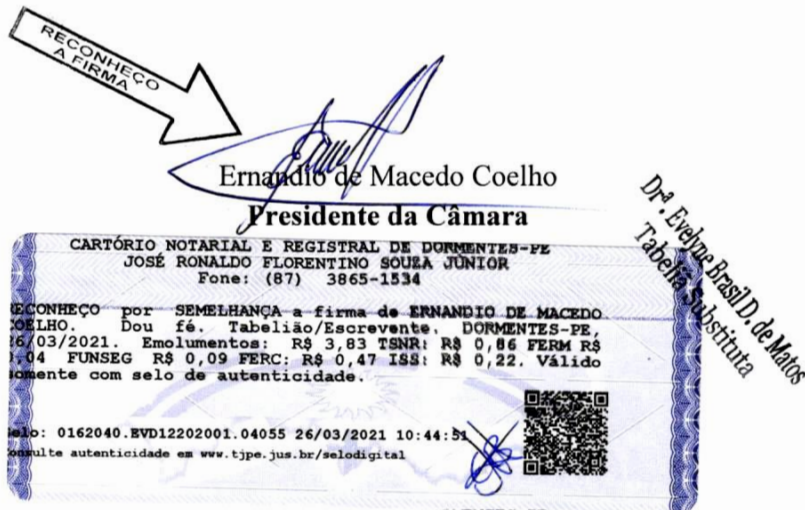 RECONHEÇO
A FIRMA
Ernandio de Macedo Coelho
Presidente da Câmara
Drª. Evelyne Brasil D. de Matos
Tabeliã Substituta
CARTÓRIO NOTARIAL E REGISTRAL DE DORMENTES-PE
JOSÉ RONALDO FLORENTINO SOUZA JÚNIOR
Fone: (87) 3865-1534
RECONHEÇO por SEMELHANÇA a firma de ERNANDIO DE MACEDO
COELHO. Dou fé. Tabelião/Escrevente. DORMENTES-PE,
26/03/2021. Emolumentos: R$ 3,83 TSNR: R$ 0,86 FERM R$
,04 FUNSEG R$ 0,09 FERC: R$ 0,47 ISS: R$ 0,22. Válido
somente com selo de autenticidade.
Selo: 0162040.EVD12202001.04055 26/03/2021 10:44:51
Consulte autenticidade em www.tjpe.jus.br/selodigital